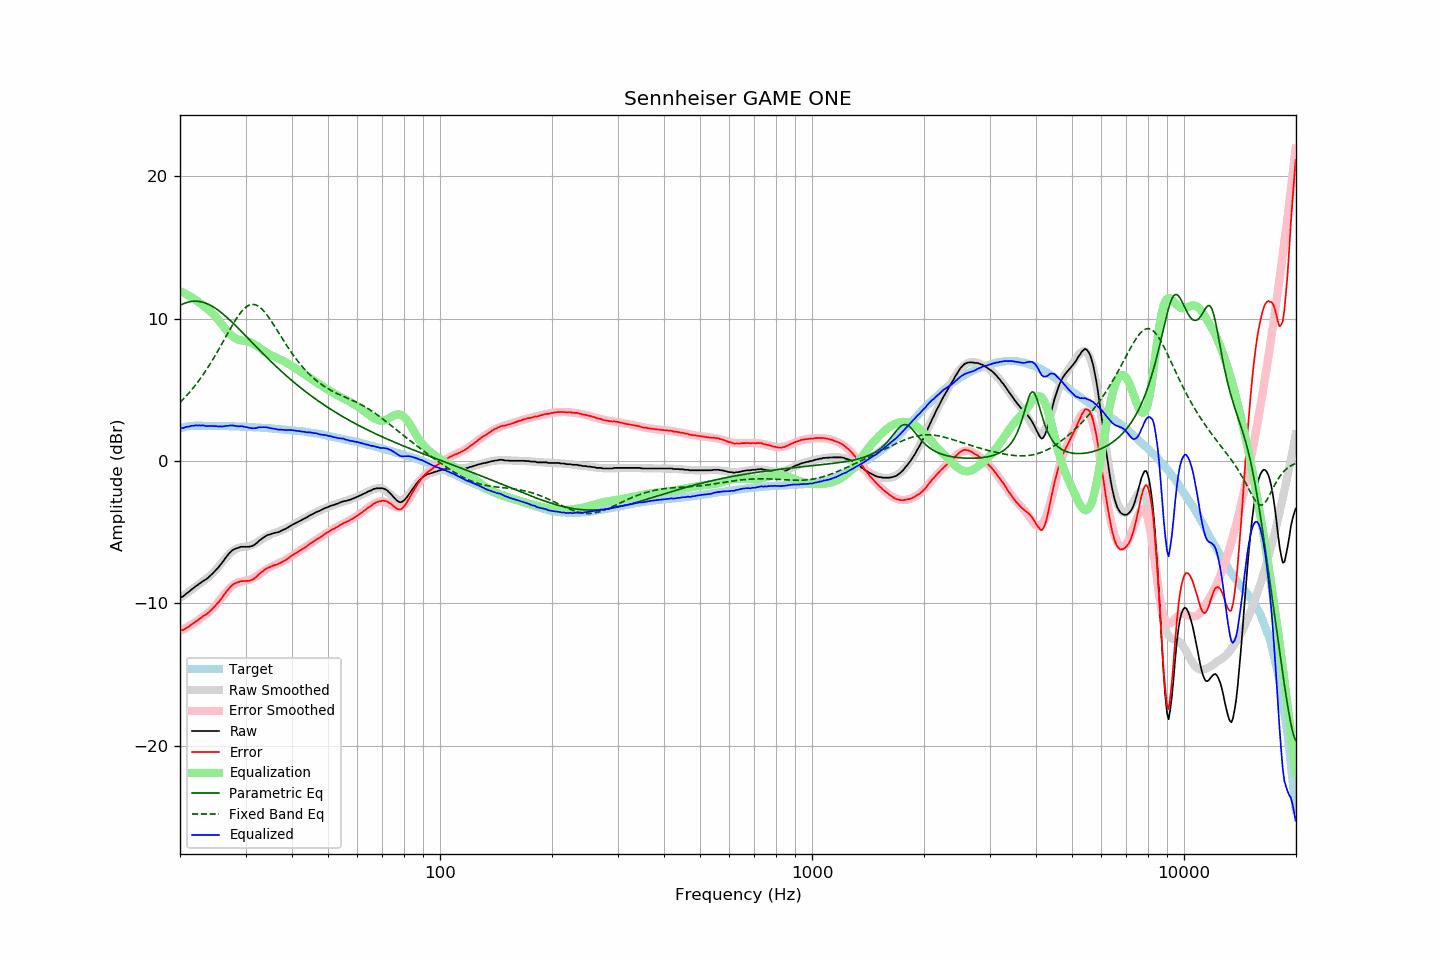 Sennheiser GAME ONE
20
10
0
−10
−20
Amplitude (dBr)
Target
Raw Smoothed
Error Smoothed
Raw
Error
Equalization
Parametric Eq
Fixed Band Eq
Equalized
100
1000
10000
Frequency (Hz)